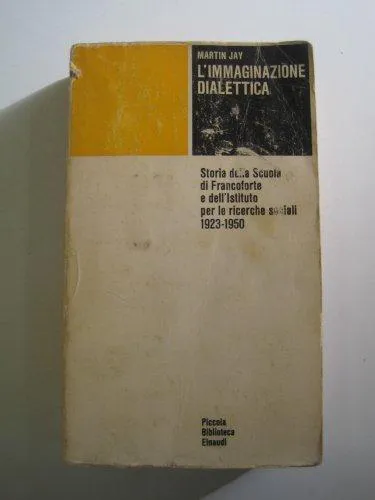 MARTIN JAY
L'IMMAGINAZIONE
DIALETTICA
Storia della Scuola
di Francoforte
e dell'Istituto
per le ricerche sociali
1923-1950
Piccola
Biblioteca
Einaudi